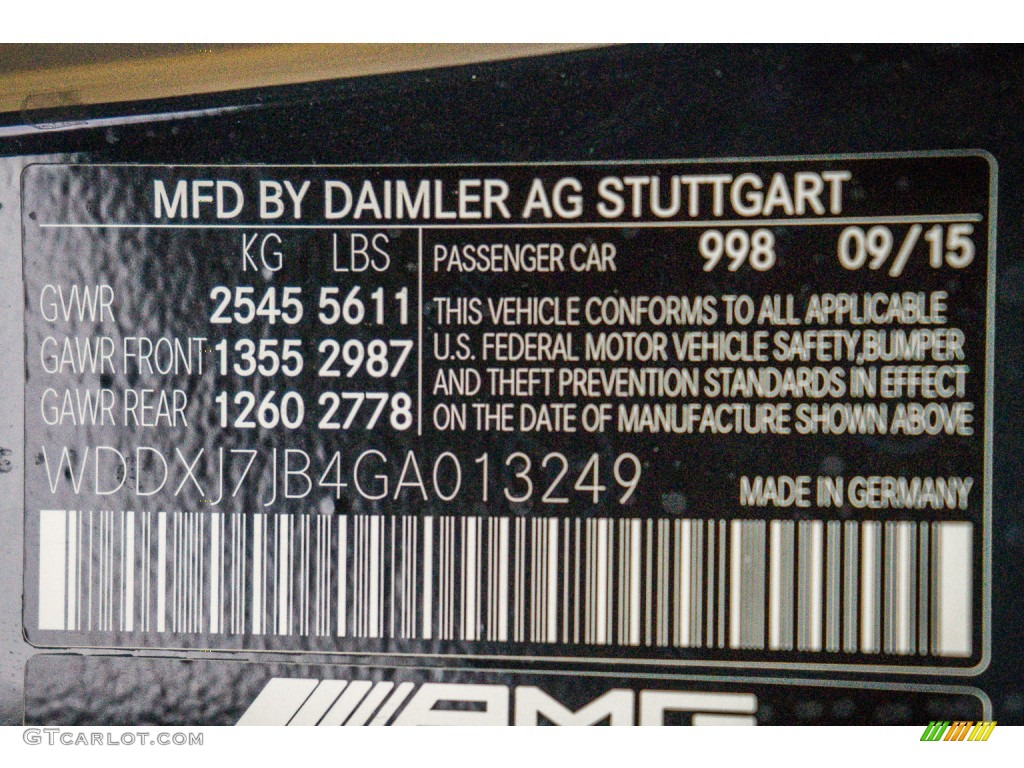 MFD BY DAIMLER AG STUTTGART
KG LBS
GVWR 2545 5611
GAWR FRONT 1355 2987
GAWR REAR 1260 2778
PASSENGER CAR 998 09/15
THIS VEHICLE CONFORMS TO ALL APPLICABLE
U.S. FEDERAL MOTOR VEHICLE SAFETY, BUMPER
AND THEFT PREVENTION STANDARDS IN EFFECT
ON THE DATE OF MANUFACTURE SHOWN ABOVE
WDDXJ7JB4GA013249
MADE IN GERMANY
AMG
GTCARLOT.COM